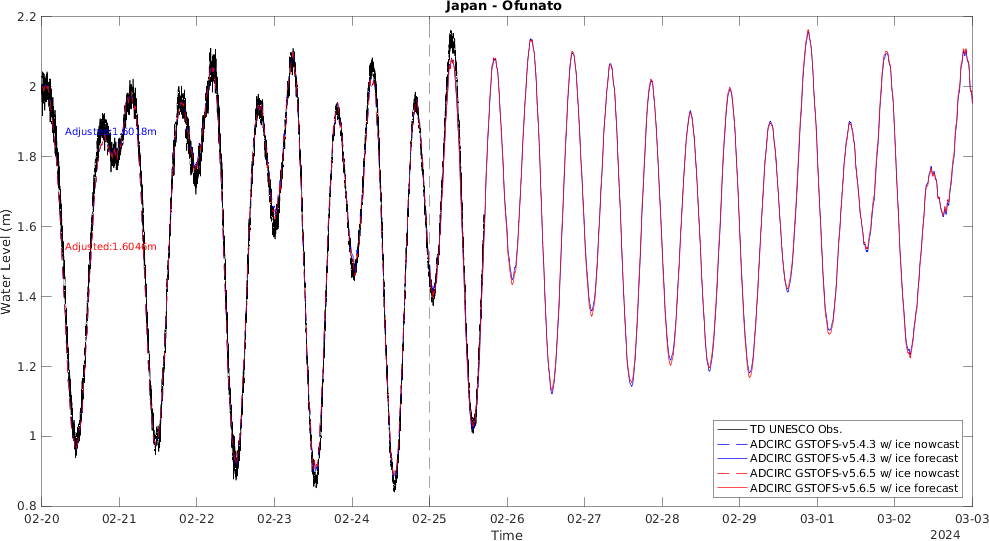 Japan - Ofunato
Water Level (m)
2.2
2
1.8
1.6
1.4
1.2
1
0.8
Adjusted:1.6018m
Adjusted:1.6046m
TD UNESCO Obs.
ADCIRC GSTOFS-v5.4.3 w/ ice nowcast
ADCIRC GSTOFS-v5.4.3 w/ ice forecast
ADCIRC GSTOFS-v5.6.5 w/ ice nowcast
ADCIRC GSTOFS-v5.6.5 w/ ice forecast
02-20 02-21 02-22 02-23 02-24 02-25 02-26 02-27 02-28 02-29 03-01 03-02 03-03
Time
2024